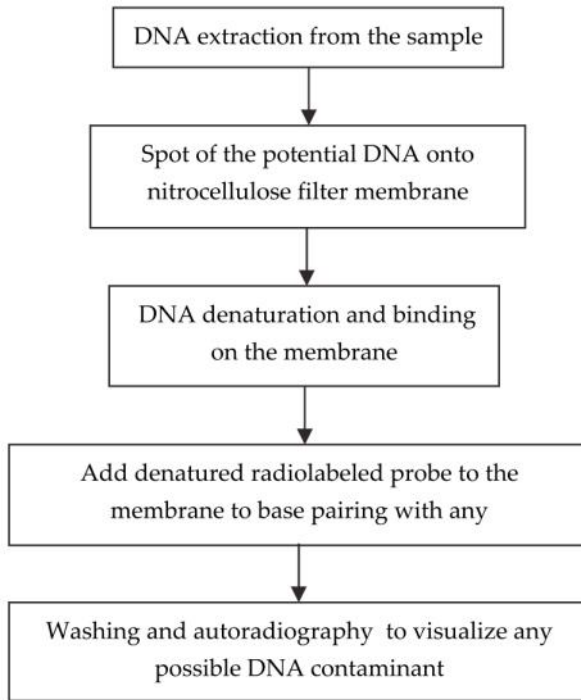 DNA extraction from the sample
Spot of the potential DNA onto
nitrocellulose filter membrane
DNA denaturation and binding
on the membrane
Add denatured radiolabeled probe to the
membrane to base pairing with any
Washing and autoradiography to visualize any
possible DNA contaminant